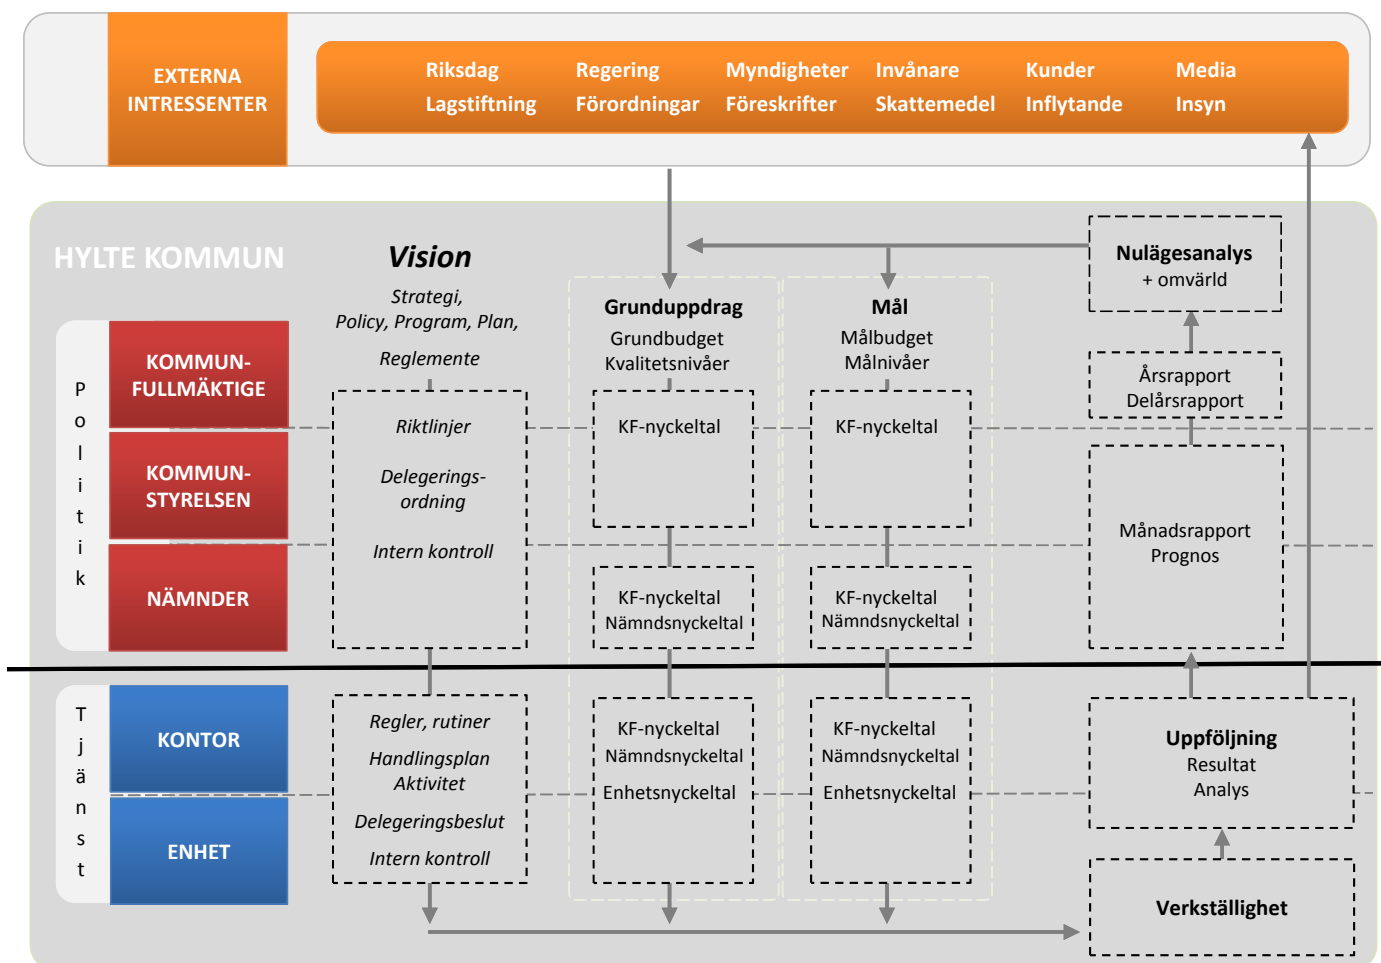 EXTERNA
INTRESSENTER
Riksdag Regering Myndigheter Invånare Kunder Media
Lagstiftning Förordningar Föreskrifter Skattemedel Inflytande Insyn
HYLTE KOMMUN
Politik
KOMMUN-
FULLMÄKTIGE
KOMMUN-
STYRELSEN
NÄMNDER
Tjänst
KONTOR
ENHET
Vision
Strategi,
Policy, Program, Plan,
Reglemente
Riktlinjer
Delegerings-
ordning
Intern kontroll
Regler, rutiner
Handlingsplan
Aktivitet
Delegeringsbeslut
Intern kontroll
Grunduppdrag
Grundbudget
Kvalitetsnivåer
KF-nyckeltal
KF-nyckeltal
Nämndsnyckeltal
KF-nyckeltal
Nämndsnyckeltal
Enhetsnyckeltal
Mål
Målbudget
Målnivåer
KF-nyckeltal
KF-nyckeltal
Nämndsnyckeltal
KF-nyckeltal
Nämndsnyckeltal
Enhetsnyckeltal
Nulägesanalys
+ omvärld
Årsrapport
Delårsrapport
Månadsrapport
Prognos
Uppföljning
Resultat
Analys
Verkställighet